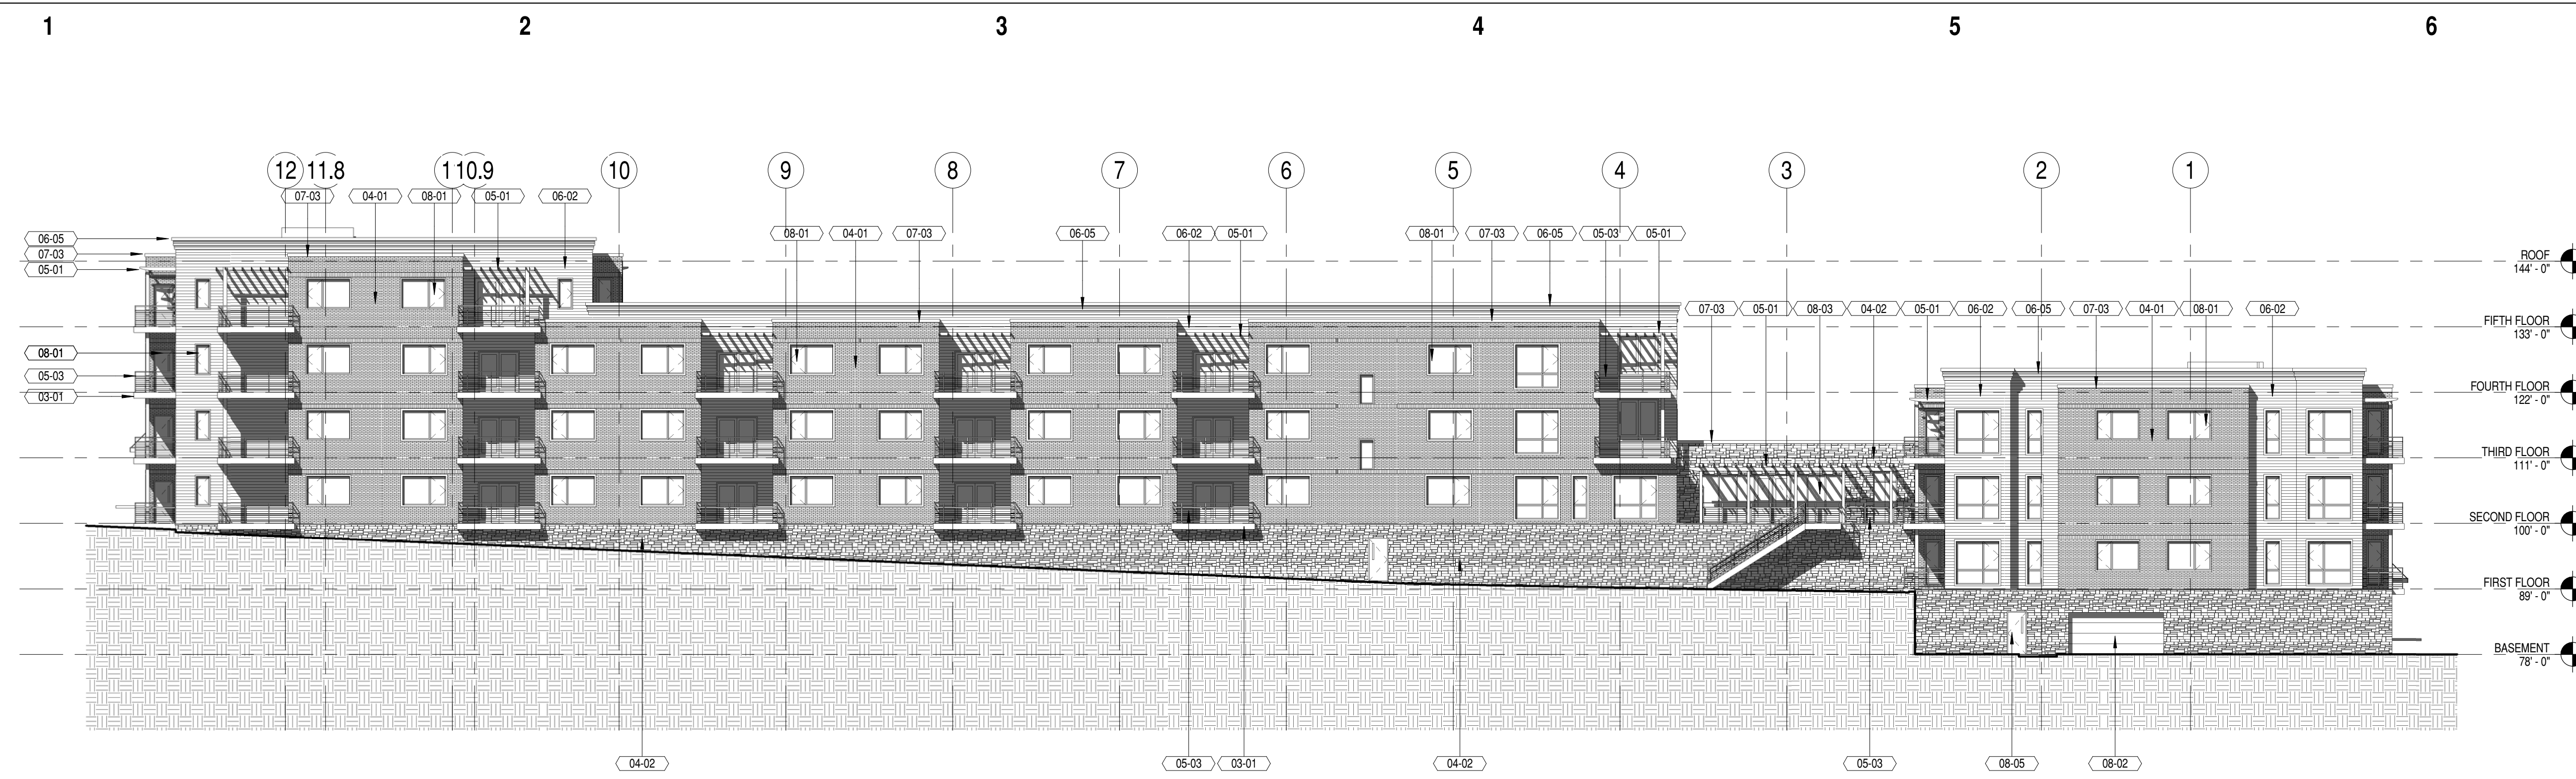 1 2 3 4 5 6
12 11.8 10.9 10 9 8 7 6 5 4 3 2 1
07-03 04-01 08-01 05-01 06-02
06-05
07-03
05-01
08-01 04-01 07-03 06-05 06-02 05-01 08-01 07-03 06-05 05-03 05-01
ROOF
144' - 0"
07-03 05-01 08-03 04-02 05-01 06-02 06-05 07-03 04-01 08-01 06-02
FIFTH FLOOR
133' - 0"
08-01
05-03
03-01
FOURTH FLOOR
122' - 0"
THIRD FLOOR
111' - 0"
SECOND FLOOR
100' - 0"
FIRST FLOOR
89' - 0"
BASEMENT
78' - 0"
04-02 05-03 03-01 04-02 05-03 08-05 08-02